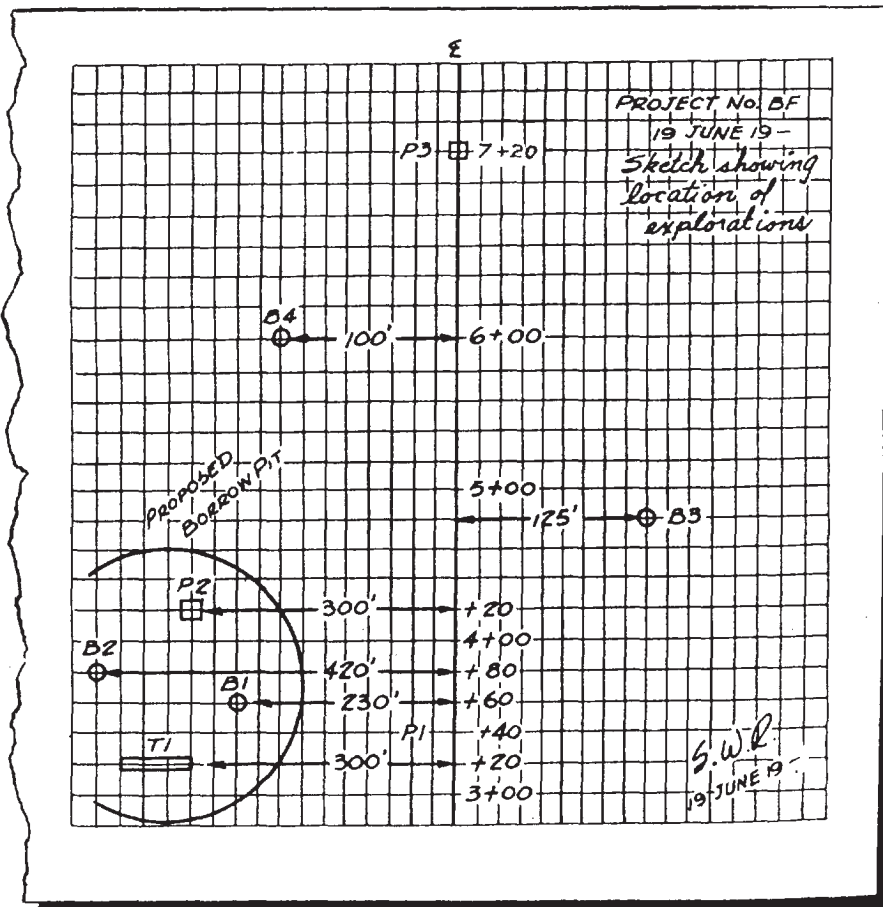 ℄
PROJECT No. BF
19 JUNE 19-
Sketch showing
location of
explorations
P3 7+20
B4
100' 6+00
PROPOSED
BORROW PIT
5+00
125' B3
P2
300' +20
4+00
B2
420' +80
B1
230' +60
P1 +40
T1
300' +20
3+00
S.W.R.
19 JUNE 19-